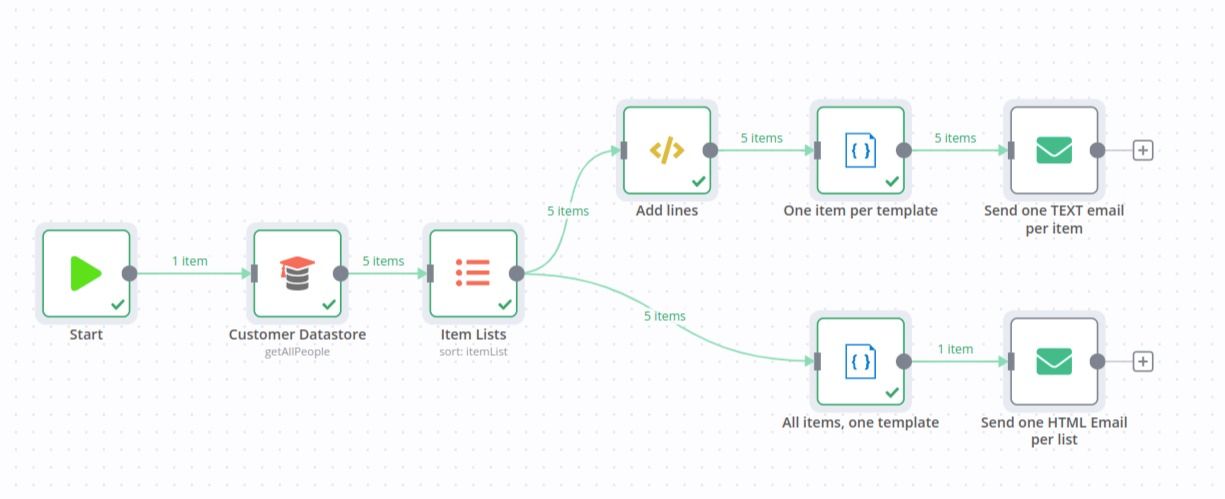 5 items
5 items
Add lines
One item per template
Send one TEXT email
per item
5 items
1 item
5 items
Start
Customer Datastore
getAllPeople
Item Lists
sort: itemList
5 items
1 item
All items, one template
Send one HTML Email
per list